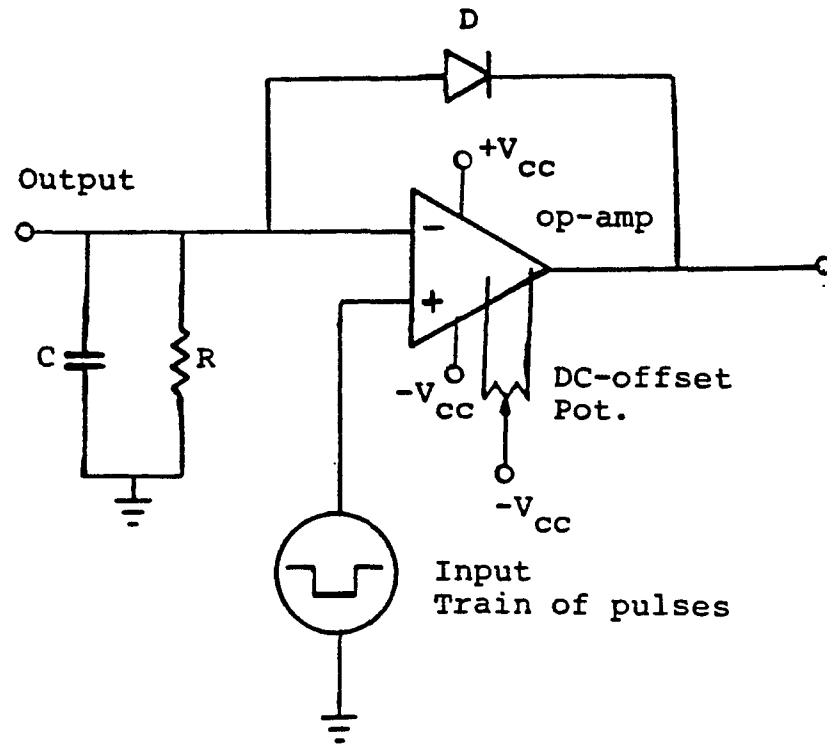 D
+Vcc
Output
op-amp
−
+
C
R
-Vcc
DC-offset
Pot.
-Vcc
Input
Train of pulses